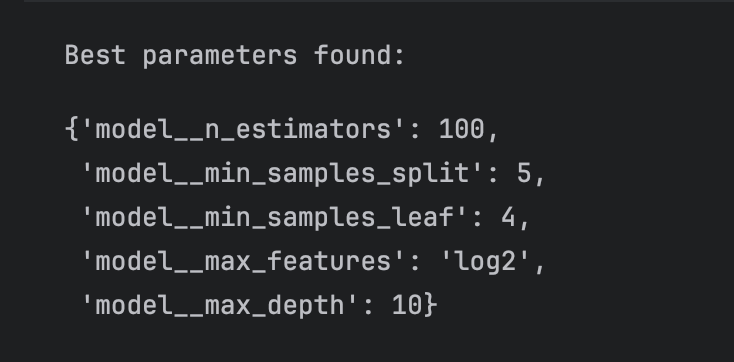 Best parameters found:
{'model__n_estimators': 100,
 'model__min_samples_split': 5,
 'model__min_samples_leaf': 4,
 'model__max_features': 'log2',
 'model__max_depth': 10}